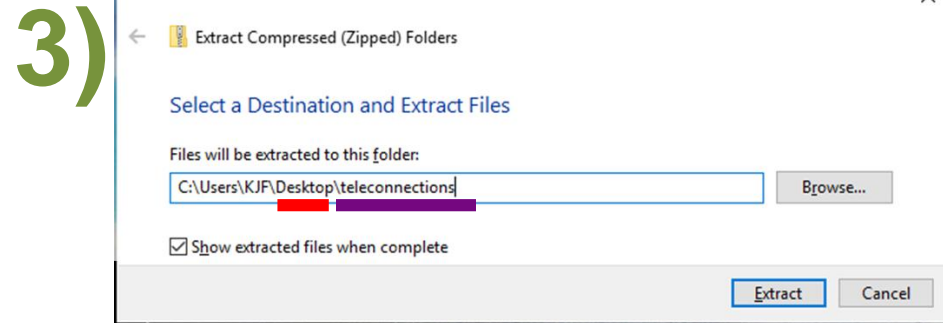 3)
Extract Compressed (Zipped) Folders
Select a Destination and Extract Files
Files will be extracted to this folder:
C:\Users\KJF\Desktop\teleconnections
Browse...
Show extracted files when complete
Extract Cancel